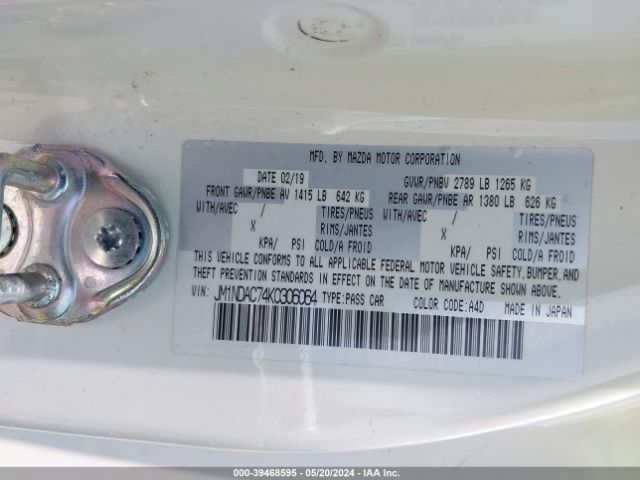 MFD. BY MAZDA MOTOR CORPORATION
DATE 02/19 GVWR/PNBV 2789 LB 1265 KG
FRONT GAWR/PNBE AV 1415 LB 642 KG REAR GAWR/PNBE AR 1380 LB 626 KG
WITH/AVEC / TIRES/PNEUS WITH/AVEC / TIRES/PNEUS
X RIMS/JANTES X RIMS/JANTES
KPA/ PSI COLD/A FROID KPA/ PSI COLD/A FROID
THIS VEHICLE CONFORMS TO ALL APPLICABLE FEDERAL MOTOR VEHICLE SAFETY, BUMPER, AND
THEFT PREVENTION STANDARDS IN EFFECT ON THE DATE OF MANUFACTURE SHOWN ABOVE.
VIN: JM1NDAC74K0306064 TYPE:PASS CAR COLOR CODE:A4D MADE IN JAPAN
000-39468595 - 05/20/2024 - IAA Inc.